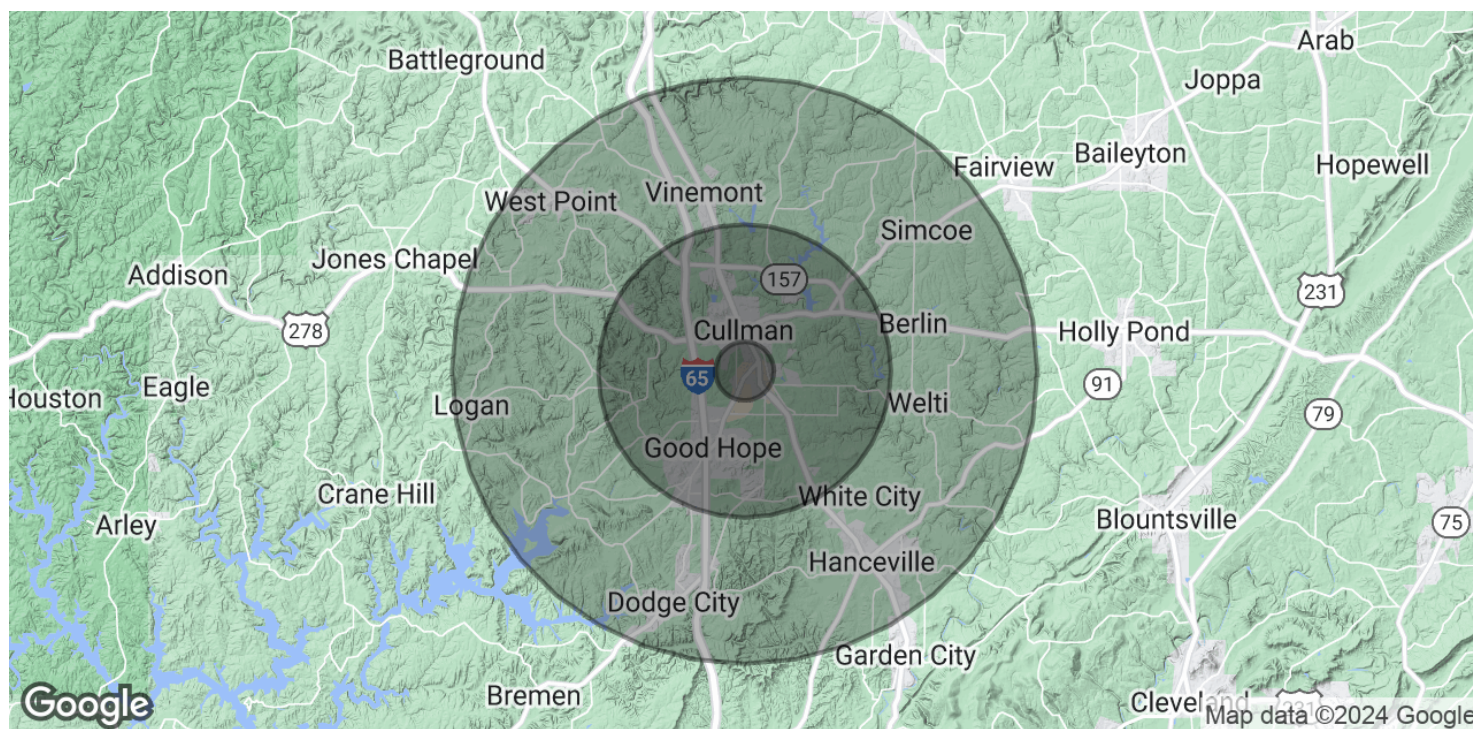 Arab
Battleground
Joppa
Baileyton
Fairview
Hopewell
West Point
Vinemont
Simcoe
Jones Chapel
Addison
157
231
278
Cullman
Berlin
Holly Pond
65
91
Eagle
Logan
Welti
79
Good Hope
Crane Hill
White City
Arley
Blountsville
75
Hanceville
Dodge City
Garden City
Bremen
Cleveland
231
Google
Map data ©2024 Google